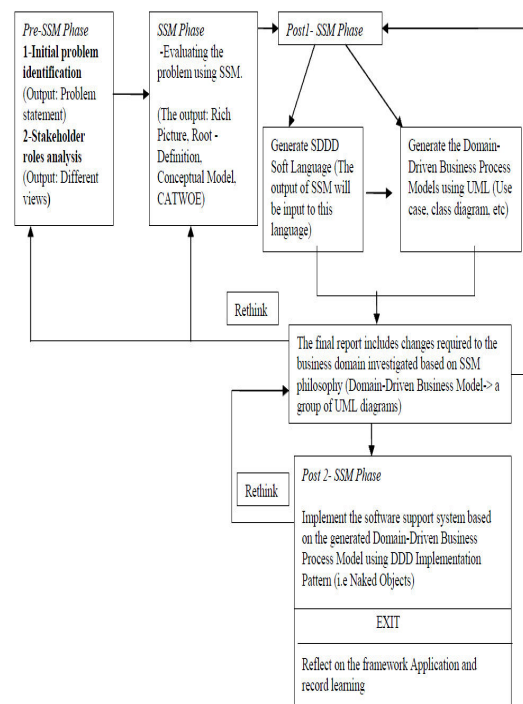 Pre-SSM Phase
1-Initial problem
identification
(Output: Problem
statement)
2-Stakeholder
roles analysis
(Output: Different
views)
SSM Phase
-Evaluating the
problem using SSM.
(The output: Rich
Picture, Root -
Definition,
Conceptual Model,
CATWOE)
Post1- SSM Phase
Generate SDDD
Soft Language (The
output of SSM will
be input to this
language)
Generate the Domain-
Driven Business Process
Models using UML (Use
case, class diagram, etc)
Rethink
The final report includes changes required to the
business domain investigated based on SSM
philosophy (Domain-Driven Business Model-> a
group of UML diagrams)
Rethink
Post 2- SSM Phase
Implement the software support system based
on the generated Domain-Driven Business
Process Model using DDD Implementation
Pattern (i.e Naked Objects)
EXIT
Reflect on the framework Application and
record learning